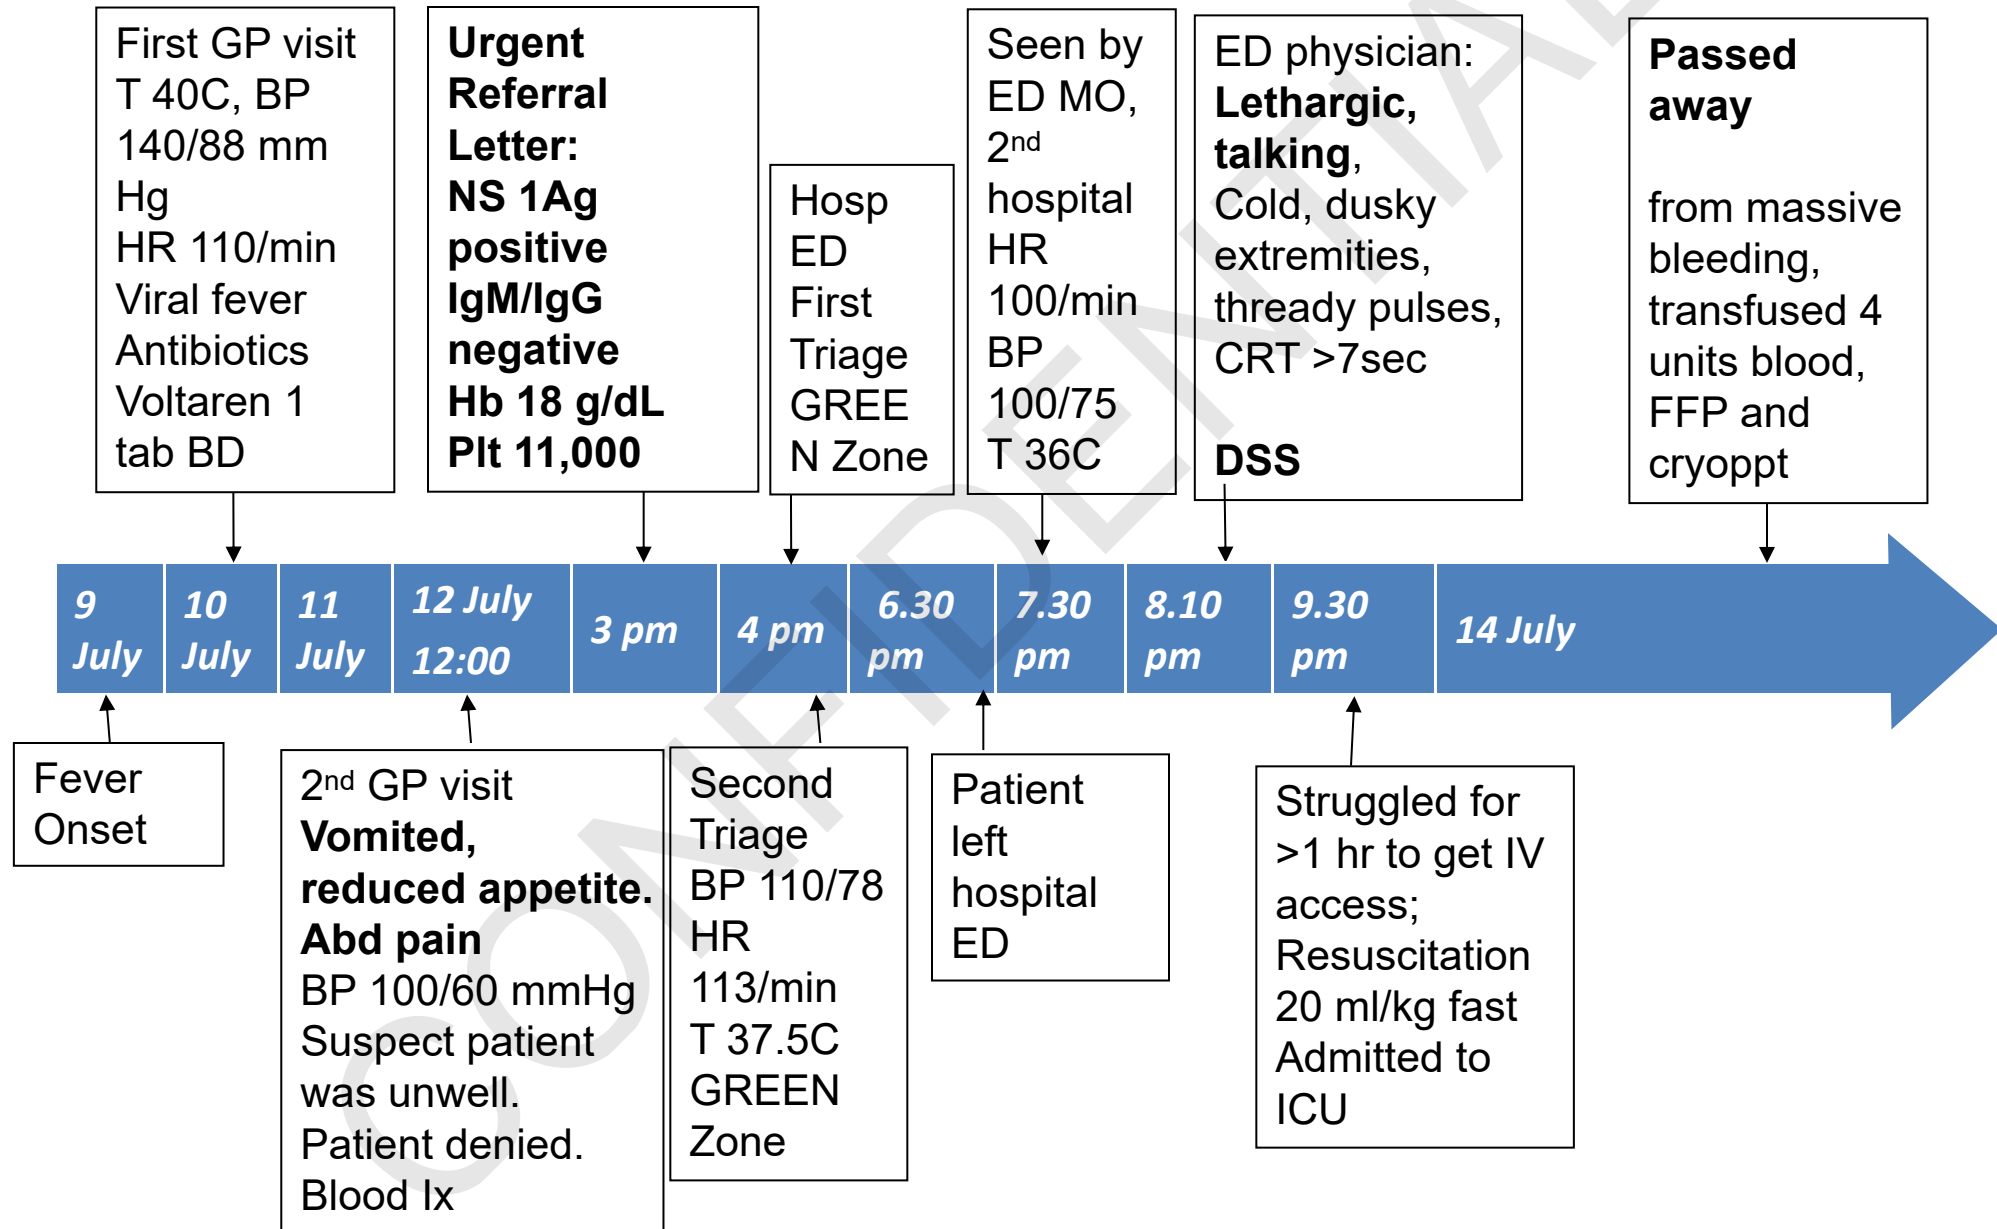 First GP visit
T 40C, BP
140/88 mm
Hg
HR 110/min
Viral fever
Antibiotics
Voltaren 1
tab BD
Urgent
Referral
Letter:
NS 1Ag
positive
IgM/IgG
negative
Hb 18 g/dL
Plt 11,000
Hosp
ED
First
Triage
GREE
N Zone
Seen by
ED MO,
2nd
hospital
HR
100/min
BP
100/75
T 36C
ED physician:
Lethargic,
talking,
Cold, dusky
extremities,
thready pulses,
CRT >7sec
DSS
Passed
away
from massive
bleeding,
transfused 4
units blood,
FFP and
cryoppt
9
July
10
July
11
July
12 July
12:00
3 pm
4 pm
6.30
pm
7.30
pm
8.10
pm
9.30
pm
14 July
Fever
Onset
2nd GP visit
Vomited,
reduced appetite.
Abd pain
BP 100/60 mmHg
Suspect patient
was unwell.
Patient denied.
Blood Ix
Second
Triage
BP 110/78
HR
113/min
T 37.5C
GREEN
Zone
Patient
left
hospital
ED
Struggled for
>1 hr to get IV
access;
Resuscitation
20 ml/kg fast
Admitted to
ICU
CONFIDENTIAL